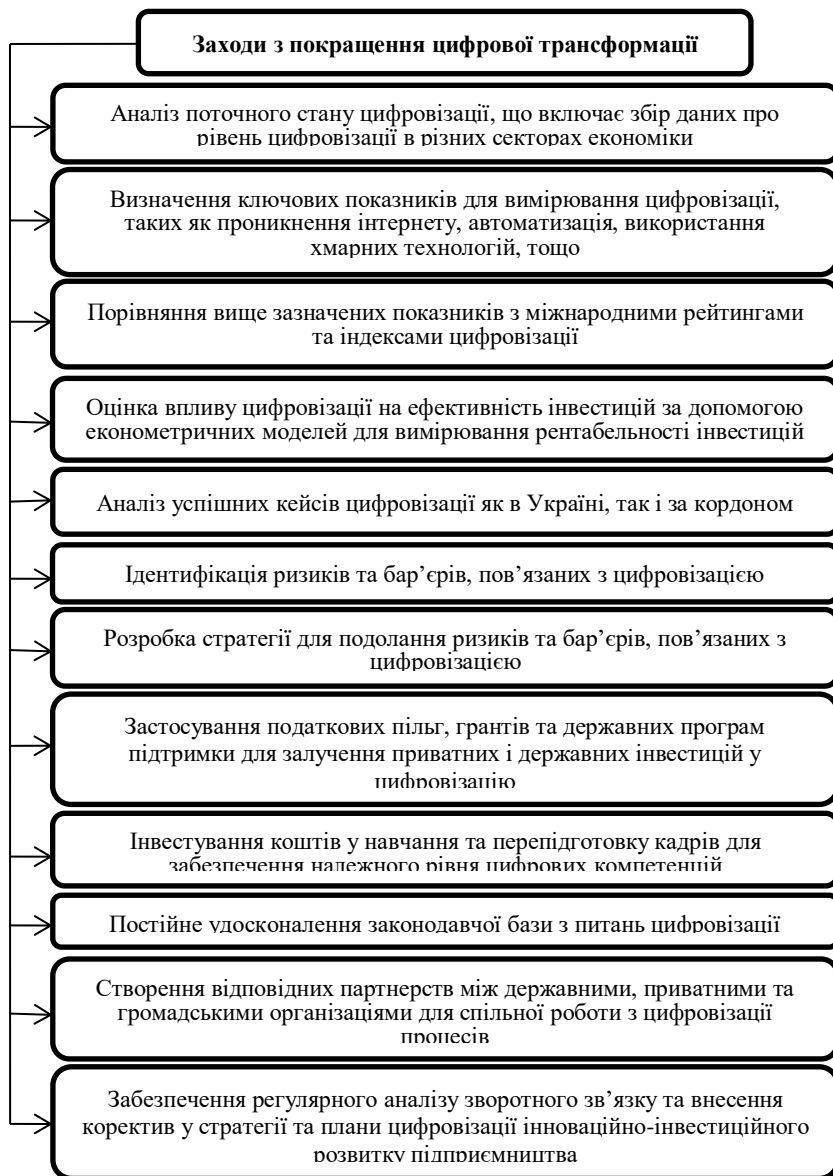 Заходи з покращення цифрової трансформації
Аналіз поточного стану цифровізації, що включає збір даних про
рівень цифровізації в різних секторах економіки
Визначення ключових показників для вимірювання цифровізації,
таких як проникнення інтернету, автоматизація, використання
хмарних технологій, тощо
Порівняння вище зазначених показників з міжнародними рейтингами
та індексами цифровізації
Оцінка впливу цифровізації на ефективність інвестицій за допомогою
економетричних моделей для вимірювання рентабельності інвестицій
Аналіз успішних кейсів цифровізації як в Україні, так і за кордоном
Ідентифікація ризиків та бар’єрів, пов’язаних з цифровізацією
Розробка стратегії для подолання ризиків та бар’єрів, пов’язаних з
цифровізацією
Застосування податкових пільг, грантів та державних програм
підтримки для залучення приватних і державних інвестицій у
цифровізацію
Інвестування коштів у навчання та перепідготовку кадрів для
забезпечення належного рівня цифрових компетенцій
Постійне удосконалення законодавчої бази з питань цифровізації
Створення відповідних партнерств між державними, приватними та
громадськими організаціями для спільної роботи з цифровізації
процесів
Забезпечення регулярного аналізу зворотного зв’язку та внесення
коректив у стратегії та плани цифровізації інноваційно-інвестиційного
розвитку підприємництва